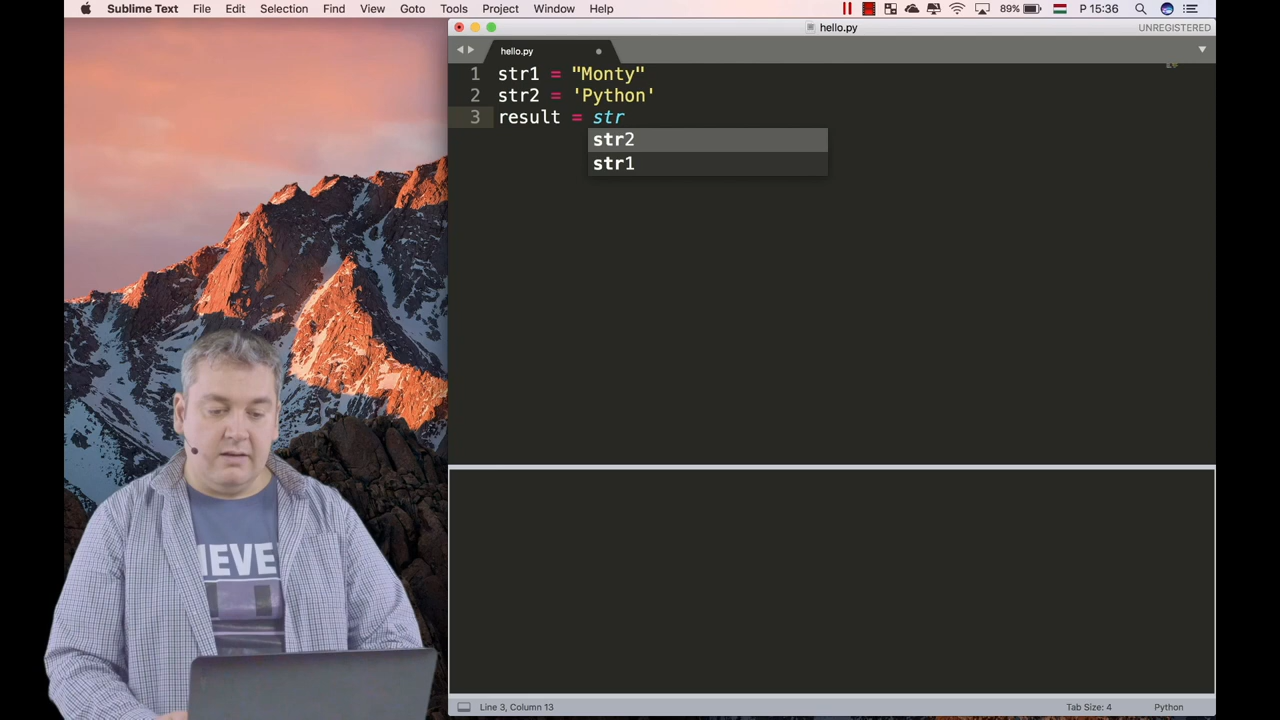 Sublime Text File Edit Selection Find View Goto Tools Project Window Help 89% P 15:36
hello.py UNREGISTERED
hello.py
1 str1 = "Monty"
2 str2 = 'Python'
3 result = str
str2
str1
IEVE
Line 3, Column 13 Tab Size: 4 Python